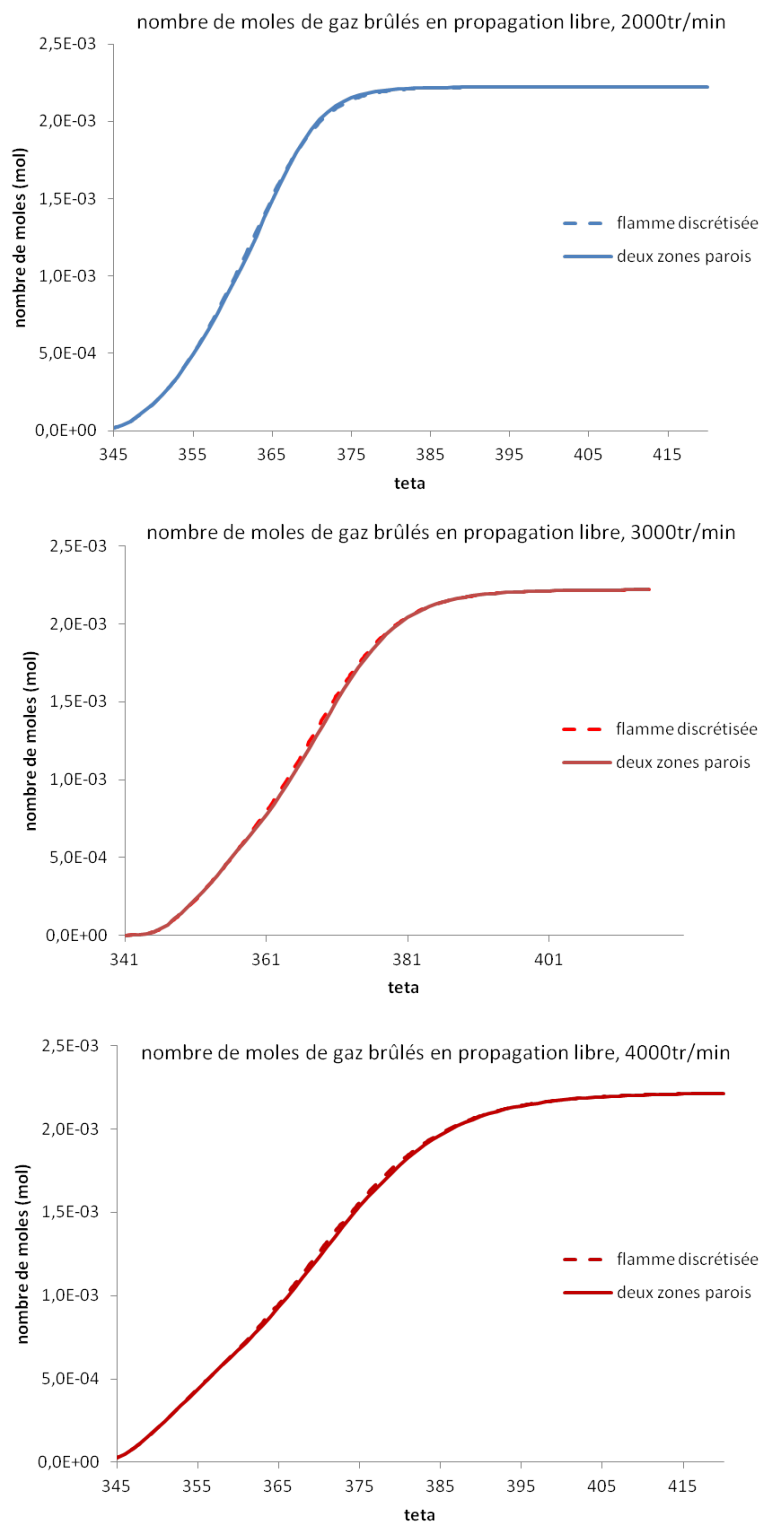 nombre de moles de gaz brûlés en propagation libre, 2000tr/min
2,5E-03
2,0E-03
1,5E-03
1,0E-03
5,0E-04
0,0E+00
nombre de moles (mol)
flamme discrétisée
deux zones parois
345 355 365 375 385 395 405 415
teta
nombre de moles de gaz brûlés en propagation libre, 3000tr/min
2,5E-03
2,0E-03
1,5E-03
1,0E-03
5,0E-04
0,0E+00
nombre de moles (mol)
flamme discrétisée
deux zones parois
341 361 381 401
teta
nombre de moles de gaz brûlés en propagation libre, 4000tr/min
2,5E-03
2,0E-03
1,5E-03
1,0E-03
5,0E-04
0,0E+00
nombre de moles (mol)
flamme discrétisée
deux zones parois
345 355 365 375 385 395 405 415
teta